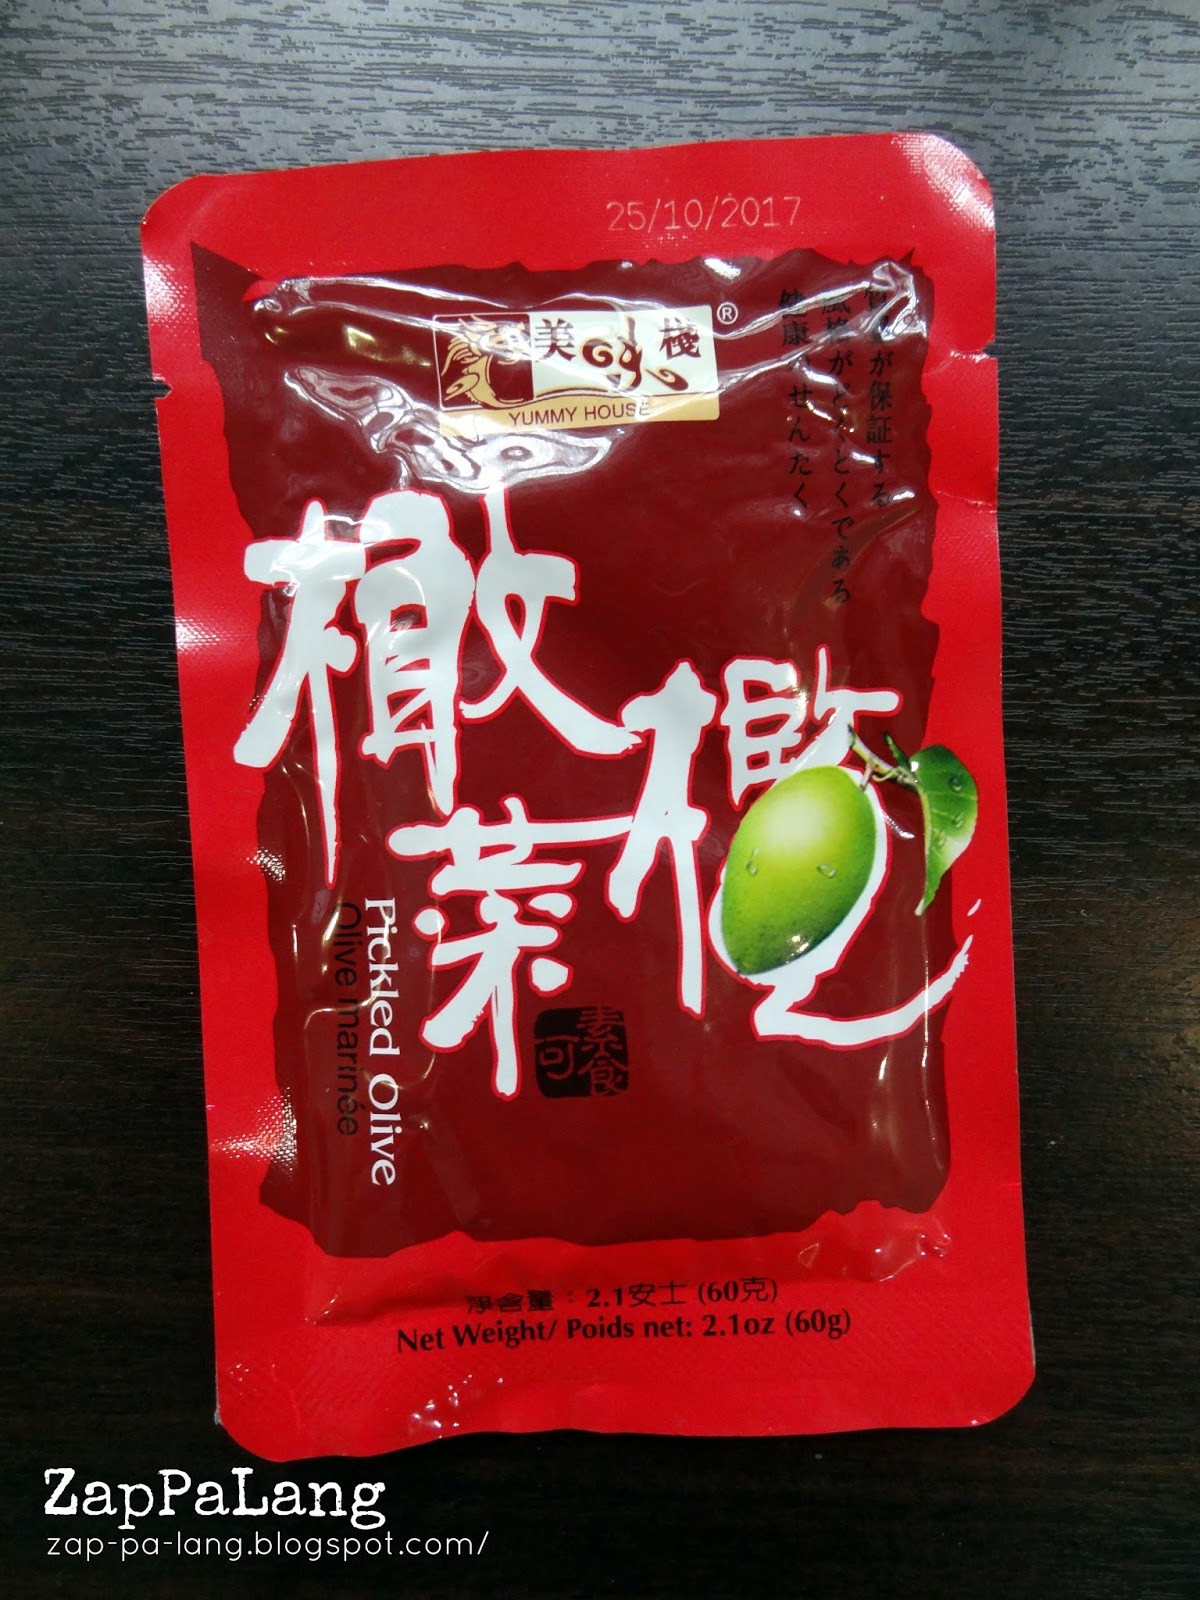 25/10/2017
美味棧®
YUMMY HOUSE
が保証する
風格がどくとくである
健康のせんたく
橄欖菜
Pickled Olive
Olive marinée
素食可
淨含量：2.1安士 (60克)
Net Weight/ Poids net: 2.1oz (60g)
ZapPaLang
zap-pa-lang.blogspot.com/